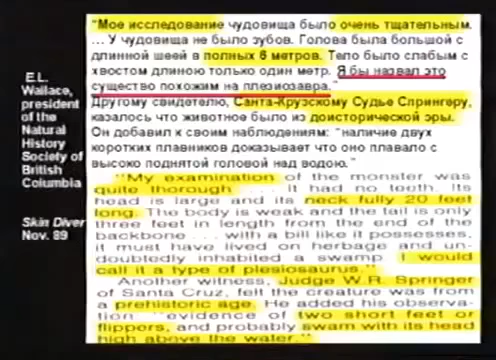 E.L.
Wallace,
president
of the
Natural
History
Society of
British
Columbia
Skin Diver
Nov. 89
"Мое исследование чудовища было очень тщательным.
... У чудовища не было зубов. Голова была большой с
длинной шеей в полных 6 метров. Тело было слабым с
хвостом длиною только один метр. Я бы назвал это
существо похожим на плезиозавра."
Другому свидетелю, Санта-Крузскому Судье Спрингеру,
казалось что животное было из доисторической эры.
Он добавил к своим наблюдениям: "наличие двух
коротких плавников доказывает что оно плавало с
высоко поднятой головой над водою."
"My examination of the monster was
quite thorough ... It had no teeth. Its
head is large and its neck fully 20 feet
long. The body is weak and the tail is only
three feet in length from the end of the
backbone ... with a bill like it possesses.
it must have lived on herbage and un-
doubtedly inhabited a swamp. I would
call it a type of plesiosaurus."
Another witness, Judge W.R. Springer
of Santa Cruz, felt the creature was from
a prehistoric age. He added his observa-
tion "evidence of two short feet or
flippers, and probably swam with its head
high above the water."